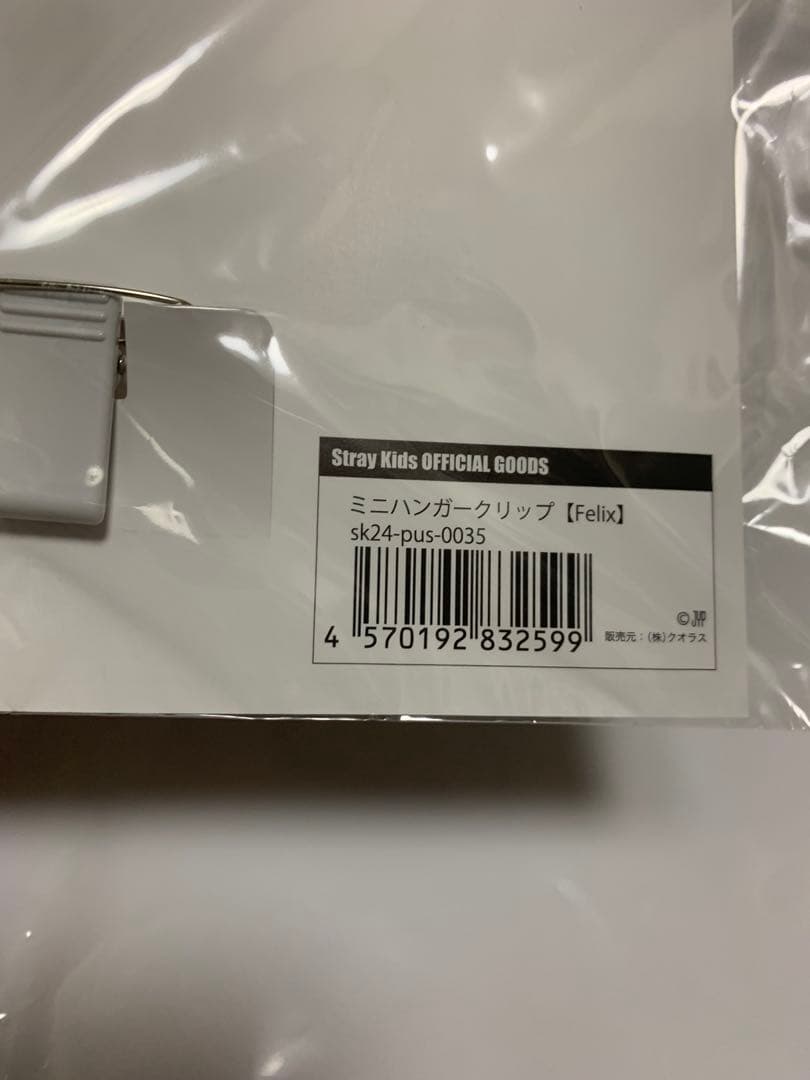 Stray Kids OFFICIAL GOODS
ミニハンガークリップ【Felix】
sk24-pus-0035
4 570192 832599
© JYP
販売元：(株)クオラス